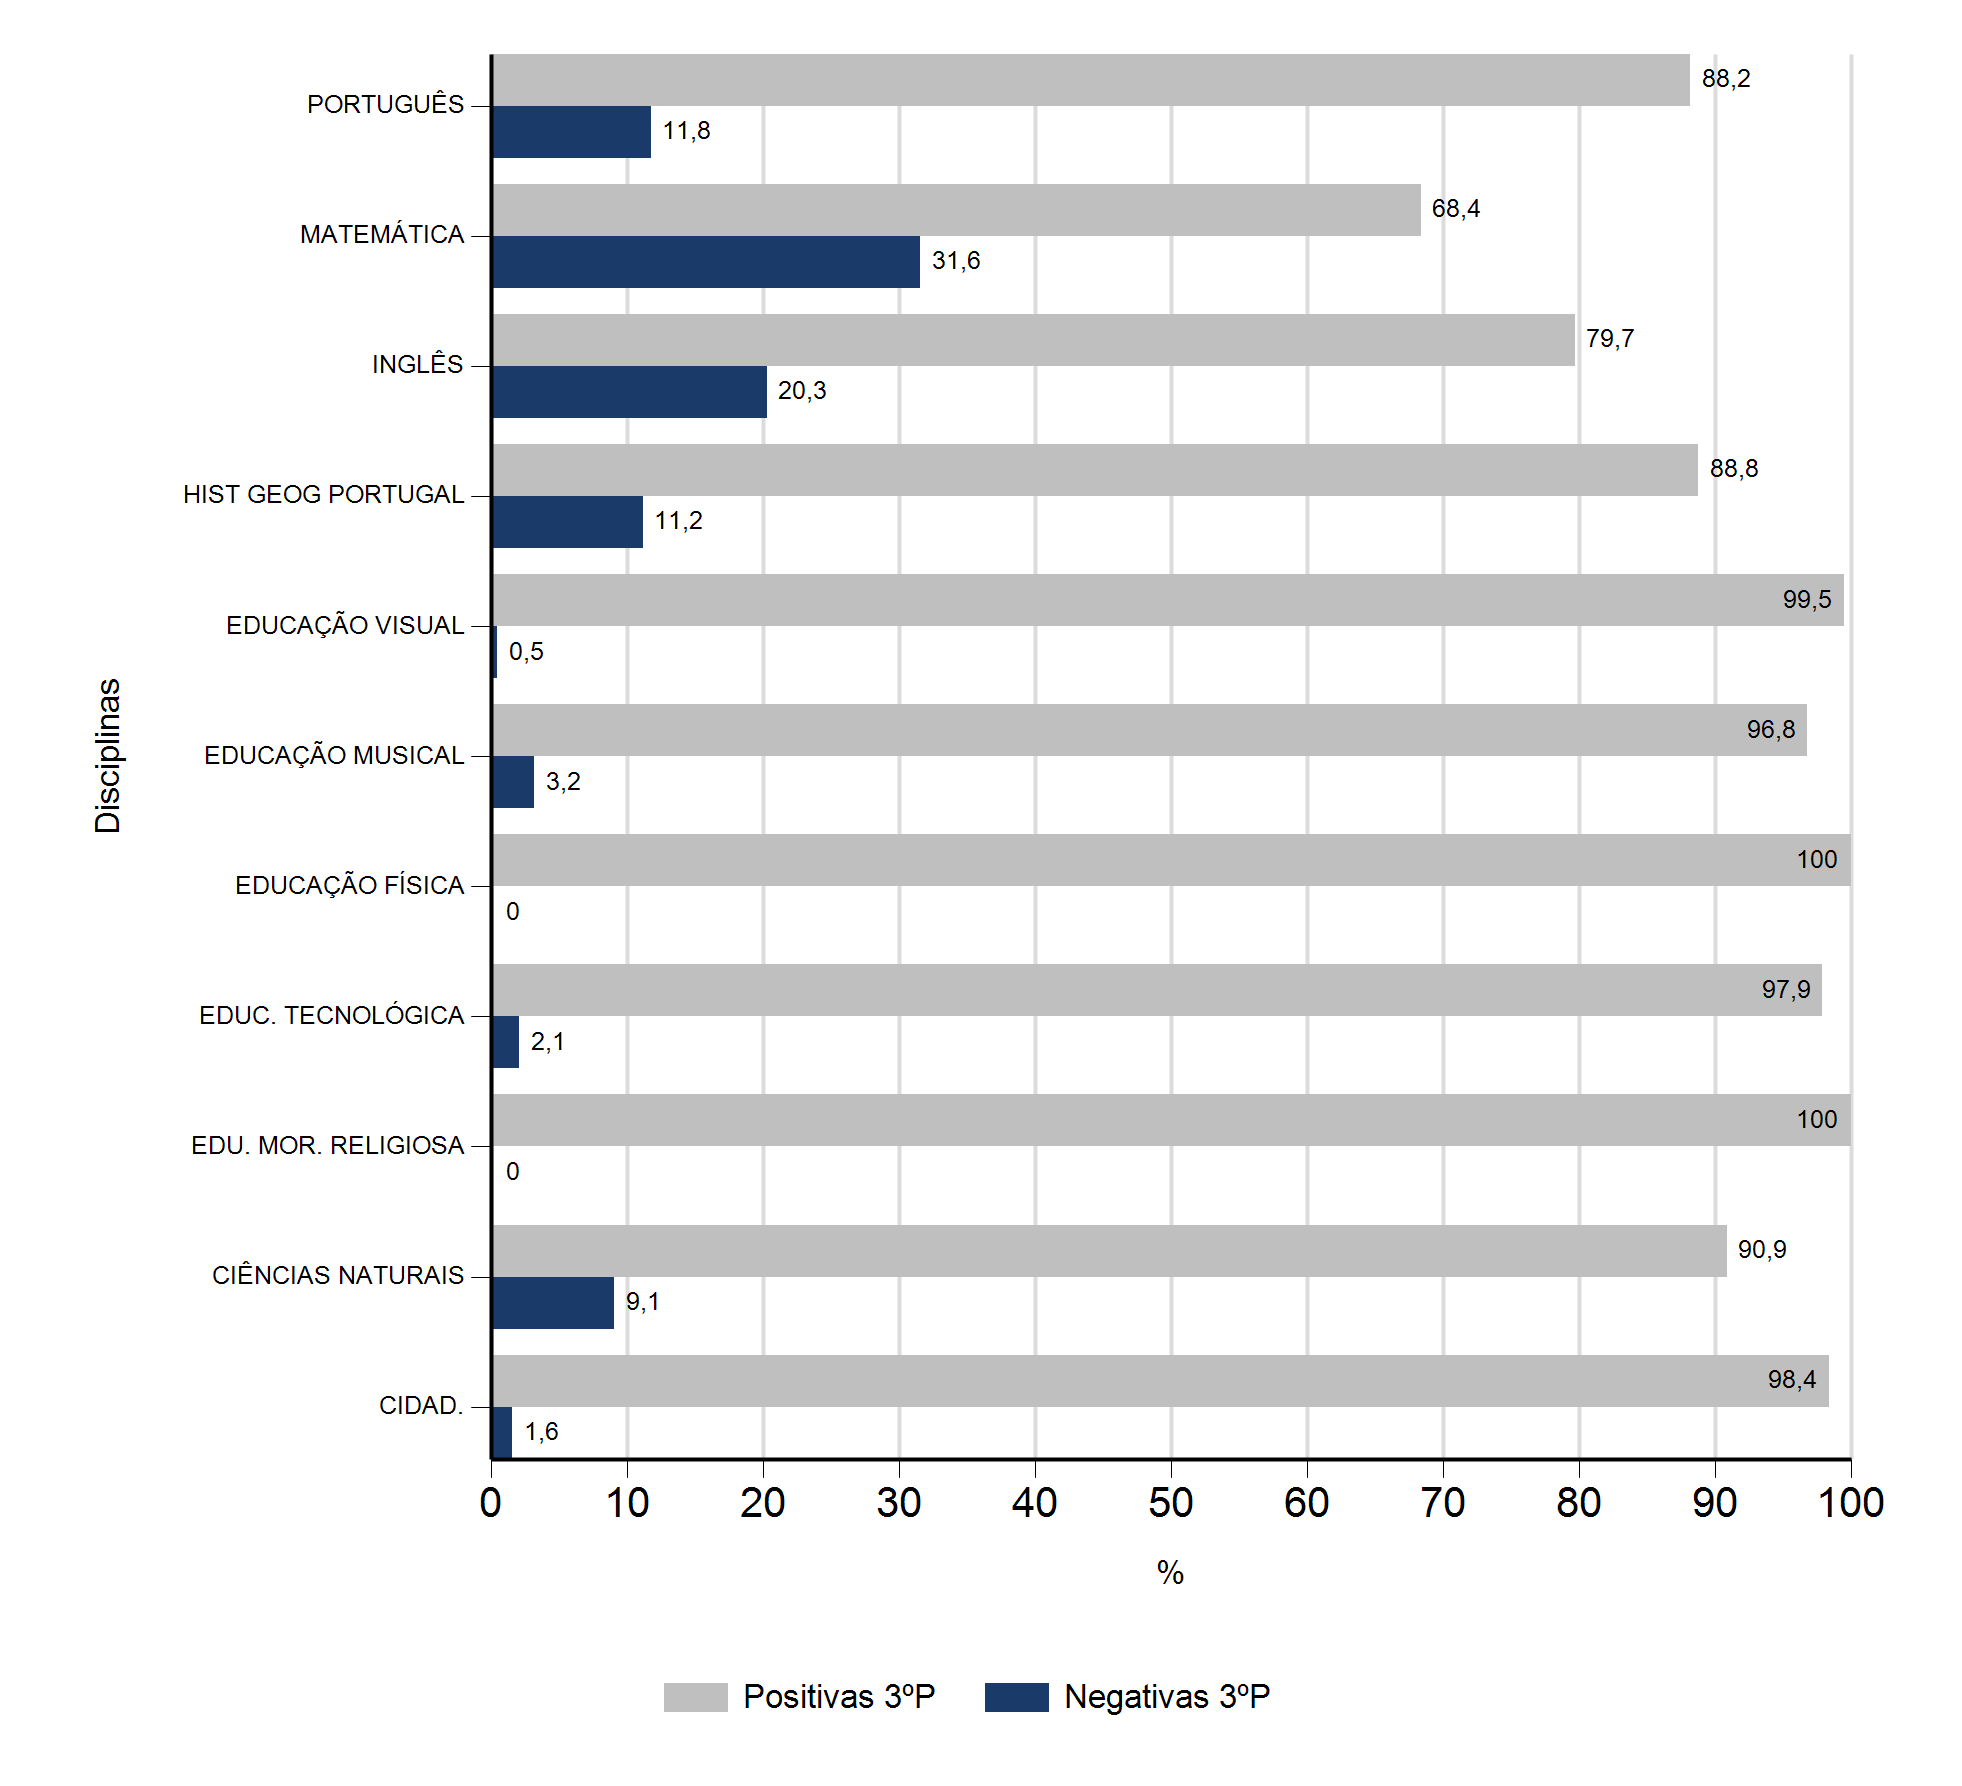 88,2
PORTUGUÊS
11,8
68,4
MATEMÁTICA
31,6
79,7
INGLÊS
20,3
88,8
HIST GEOG PORTUGAL
11,2
99,5
EDUCAÇÃO VISUAL
0,5
96,8
EDUCAÇÃO MUSICAL
3,2
Disciplinas
100
EDUCAÇÃO FÍSICA
0
97,9
EDUC. TECNOLÓGICA
2,1
100
EDU. MOR. RELIGIOSA
0
90,9
CIÊNCIAS NATURAIS
9,1
98,4
CIDAD.
1,6
0 10 20 30 40 50 60 70 80 90 100
%
Positivas 3ºP Negativas 3ºP